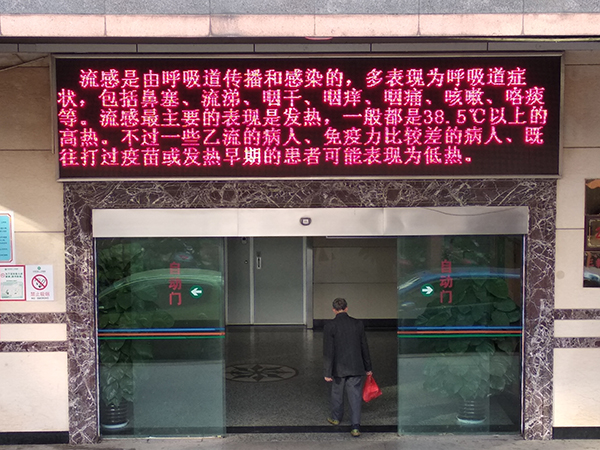 流感是由呼吸道传播和感染的，多表现为呼吸道症
状，包括鼻塞、流涕、咽干、咽痒、咽痛、咳嗽、咯痰
等。流感最主要的表现是发热，一般都是38.5℃以上的
高热。不过一些乙流的病人、免疫力比较差的病人、既
往打过疫苗或发热早期的患者可能表现为低热。
自动门
自动门
禁止吸烟